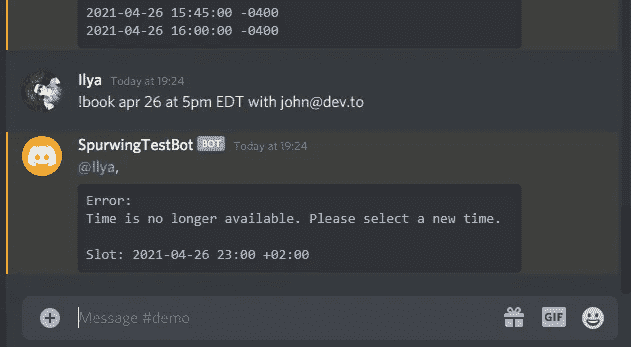 2021-04-26 15:45:00 -0400
2021-04-26 16:00:00 -0400
Ilya Today at 19:24
!book apr 26 at 5pm EDT with john@dev.to
SpurwingTestBot BOT Today at 19:24
@Ilya,
Error:
Time is no longer available. Please select a new time.
Slot: 2021-04-26 23:00 +02:00
Message #demo
GIF